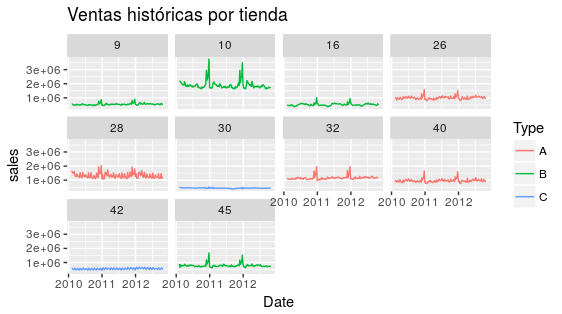 Ventas históricas por tienda
9 10 16 26
3e+06
2e+06
1e+06
28 30 32 40
3e+06
2e+06
1e+06
2010 2011 2012 2010 2011 2012
42 45
3e+06
2e+06
1e+06
2010 2011 2012 2010 2011 2012
sales
Date
Type
A
B
C